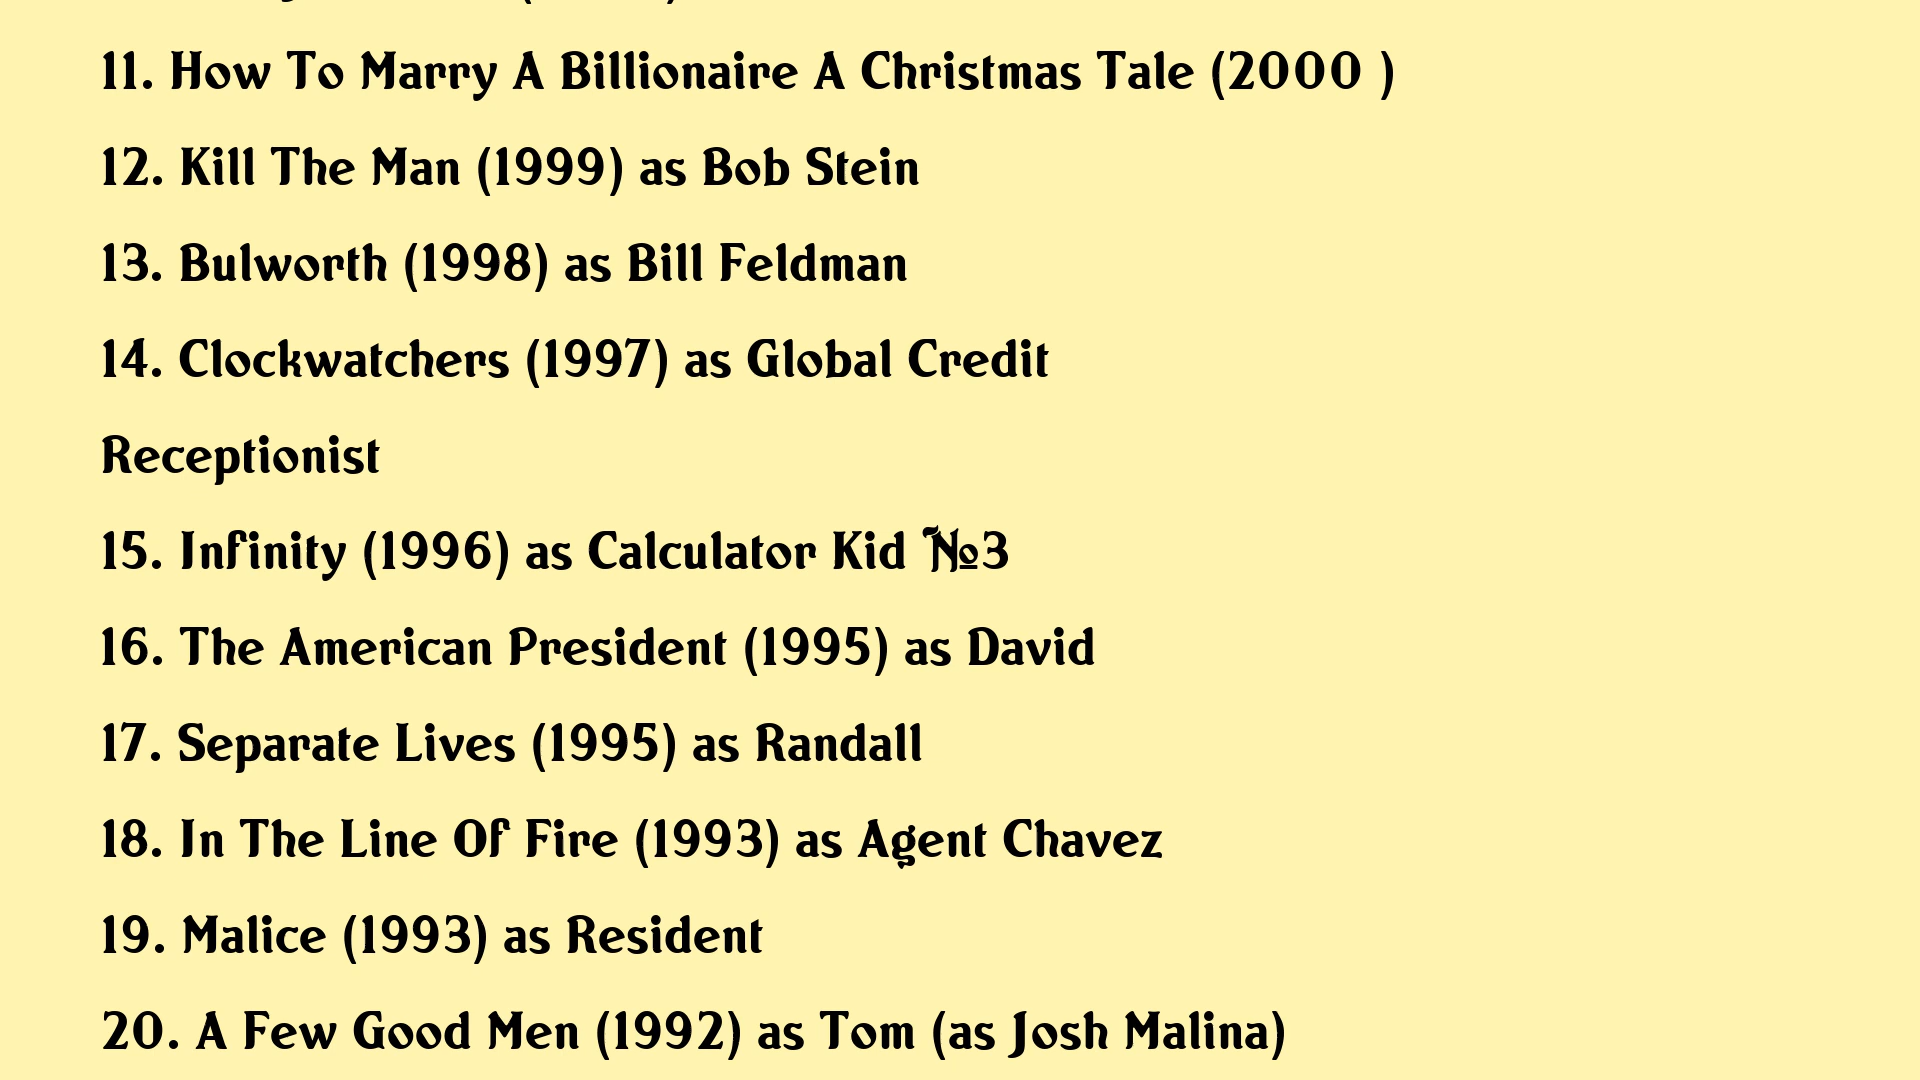 11. How To Marry A Billionaire A Christmas Tale (2000 )
12. Kill The Man (1999) as Bob Stein
13. Bulworth (1998) as Bill Feldman
14. Clockwatchers (1997) as Global Credit
Receptionist
15. Infinity (1996) as Calculator Kid №3
16. The American President (1995) as David
17. Separate Lives (1995) as Randall
18. In The Line Of Fire (1993) as Agent Chavez
19. Malice (1993) as Resident
20. A Few Good Men (1992) as Tom (as Josh Malina)